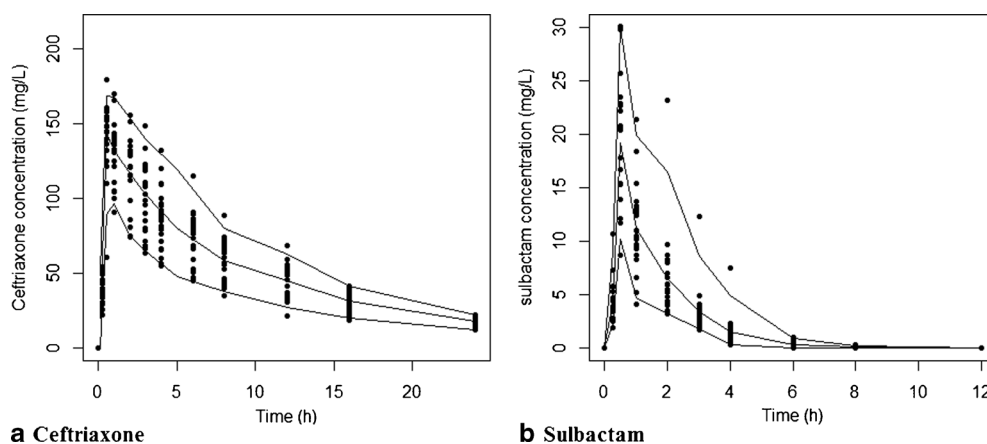 Ceftriaxone concentration (mg/L)
200
150
100
50
0
0 5 10 15 20
Time (h)
a Ceftriaxone
sulbactam concentration (mg/L)
30
25
20
15
10
5
0
0 2 4 6 8 10 12
Time (h)
b Sulbactam